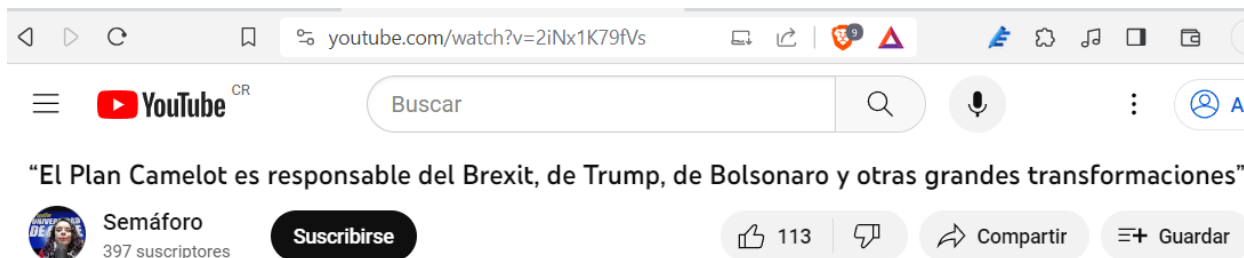 youtube.com/watch?v=2iNx1K79fVs
9
YouTube CR
Buscar
A
“El Plan Camelot es responsable del Brexit, de Trump, de Bolsonaro y otras grandes transformaciones”
Semáforo
397 suscriptores
Suscribirse
113
Compartir
Guardar